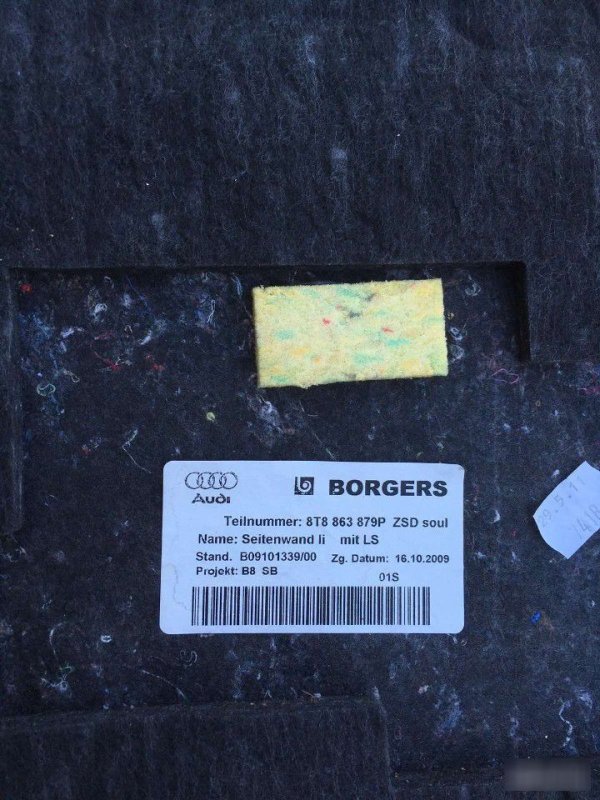 Audi
BORGERS
Teilnummer: 8T8 863 879P ZSD soul
Name: Seitenwand li mit LS
Stand. B09101339/00 Zg. Datum: 16.10.2009
Projekt: B8 SB
01S